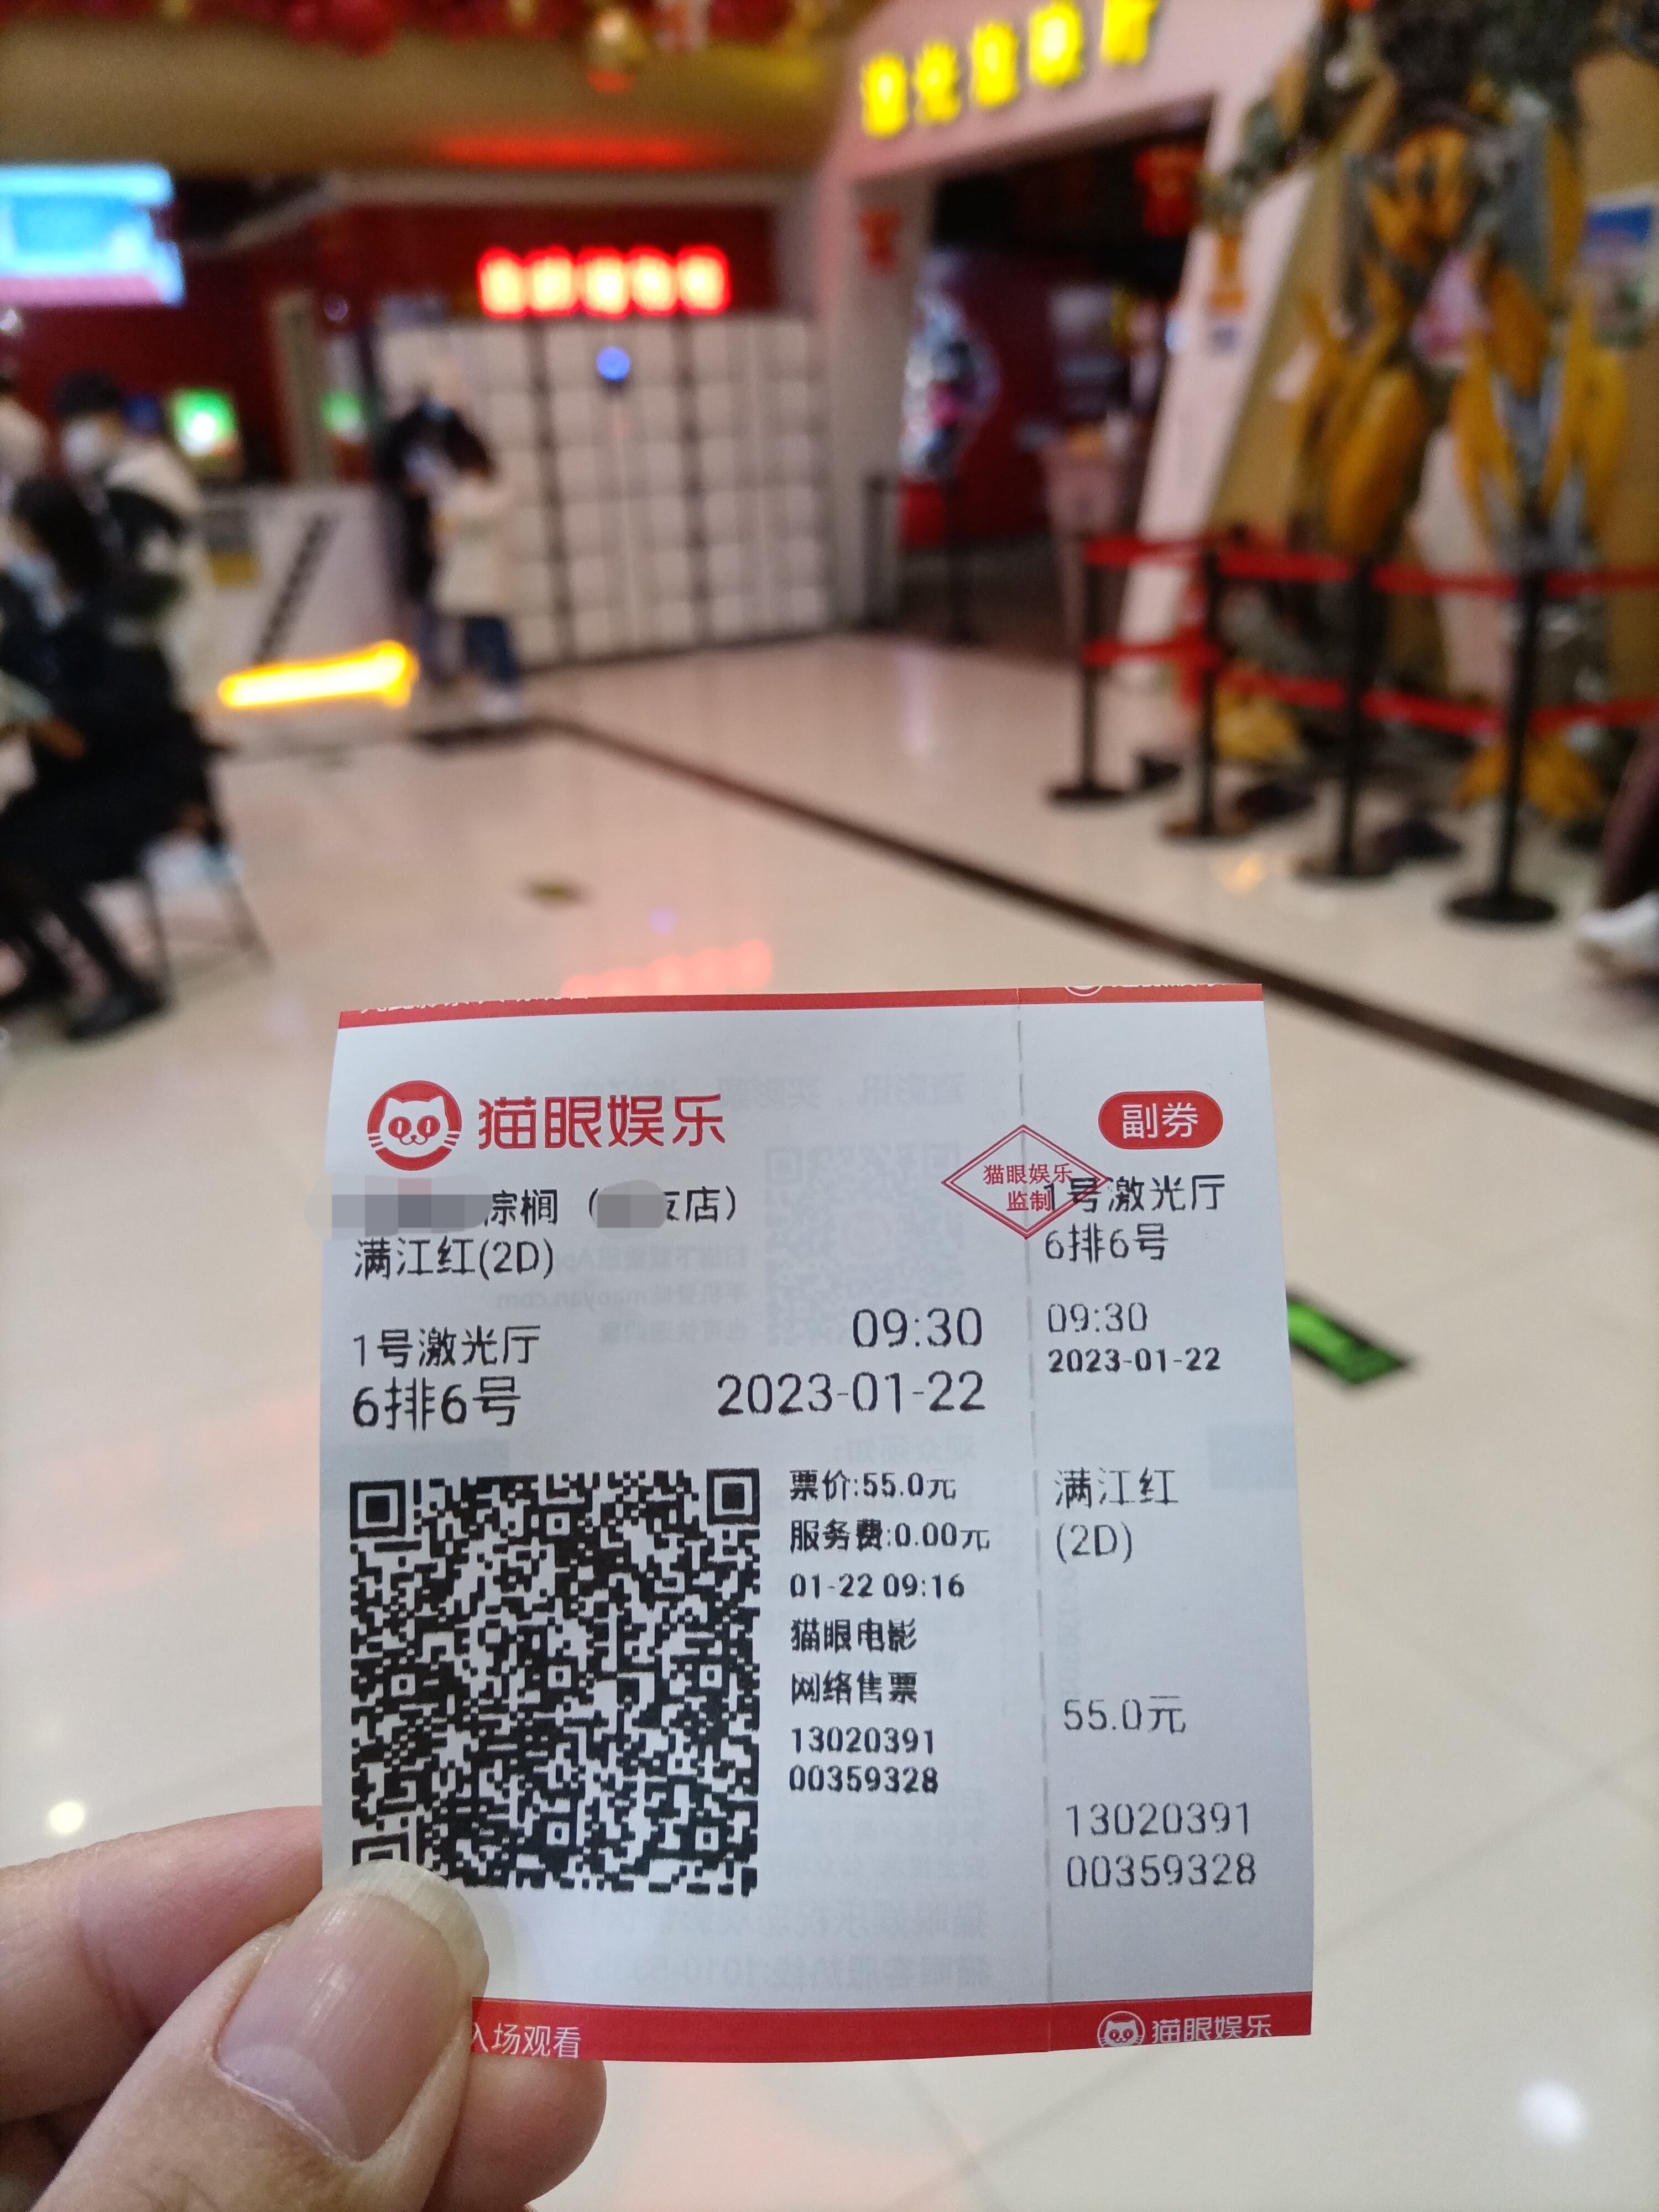 猫眼娱乐
副券
棕榈（
店）
满江红(2D)
猫眼娱乐
监制
1号激光厅
6排6号
09:30
2023-01-22
1号激光厅
6排6号
09:30
2023-01-22
票价:55.0元
服务费:0.00元
01-22 09:16
猫眼电影
网络售票
13020391
00359328
满江红
(2D)
55.0元
13020391
00359328
入场观看
猫眼娱乐